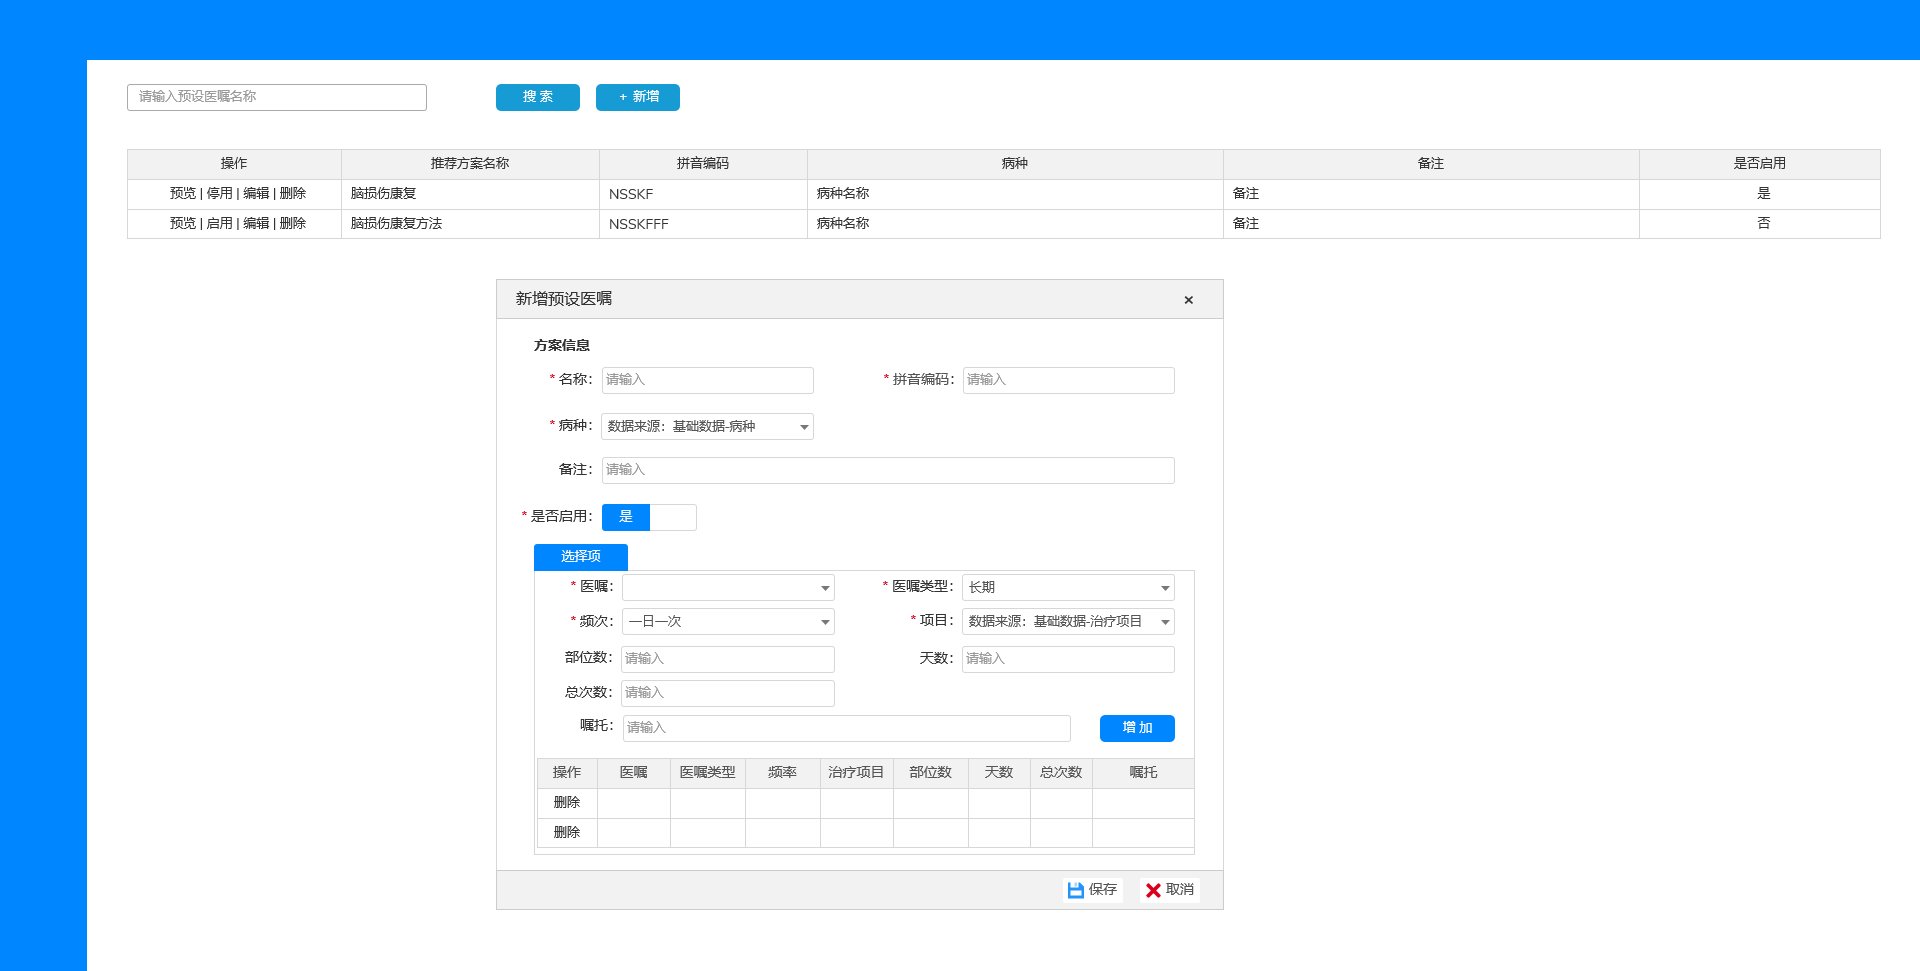 请输入预设医嘱名称 搜 索 + 新增
操作 推荐方案名称 拼音编码 病种 备注 是否启用
预览 | 停用 | 编辑 | 删除 脑损伤康复 NSSKF 病种名称 备注 是
预览 | 启用 | 编辑 | 删除 脑损伤康复方法 NSSKFFF 病种名称 备注 否
新增预设医嘱 ×
方案信息
* 名称： 请输入 * 拼音编码： 请输入
* 病种： 数据来源：基础数据-病种
备注： 请输入
* 是否启用： 是
选择项
* 医嘱： * 医嘱类型： 长期
* 频次： 一日一次 * 项目： 数据来源：基础数据-治疗项目
部位数： 请输入 天数： 请输入
总次数： 请输入
嘱托： 请输入 增 加
操作 医嘱 医嘱类型 频率 治疗项目 部位数 天数 总次数 嘱托
删除
删除
保存 取消